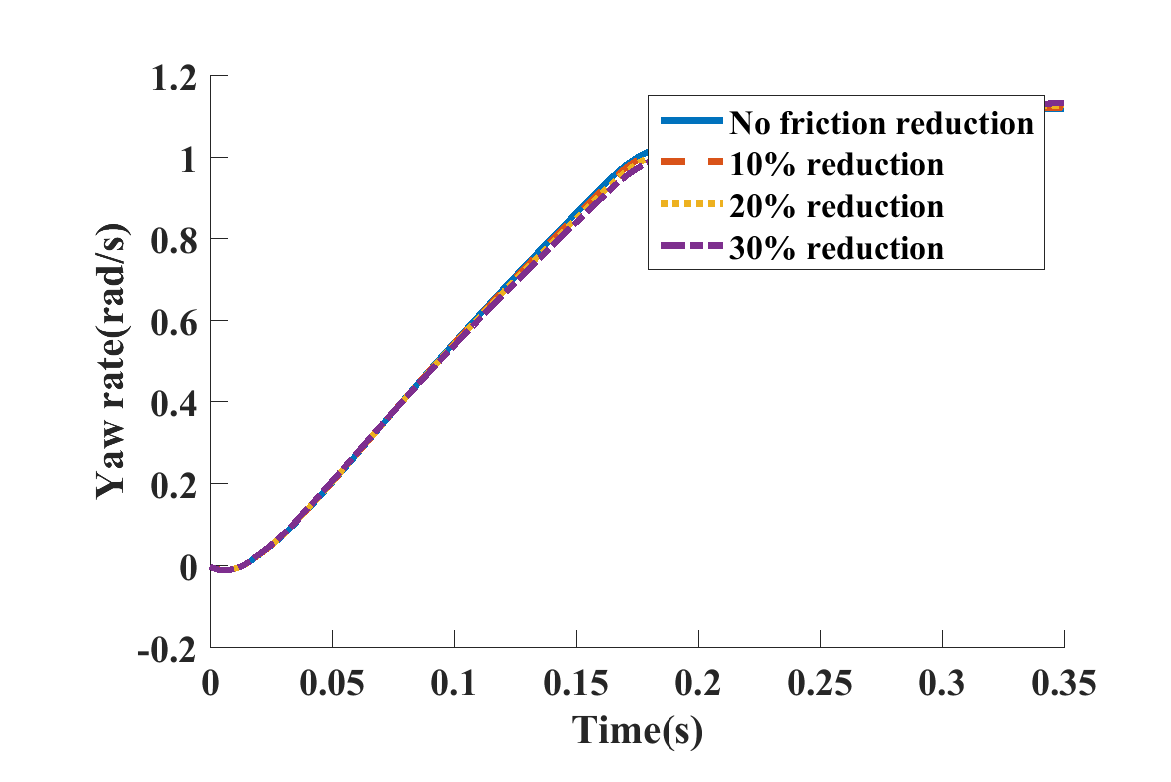 1.2
1
0.8
0.6
0.4
0.2
0
-0.2
Yaw rate(rad/s)
No friction reduction
10% reduction
20% reduction
30% reduction
0 0.05 0.1 0.15 0.2 0.25 0.3 0.35
Time(s)